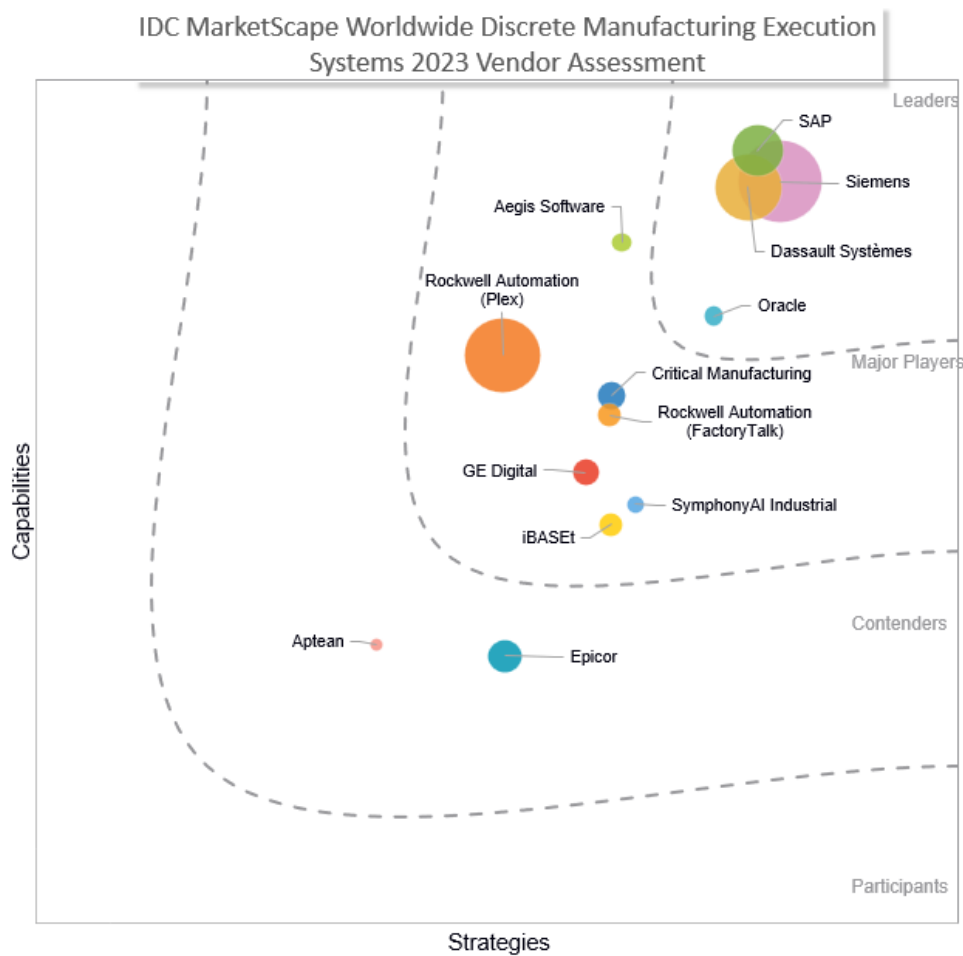 IDC MarketScape Worldwide Discrete Manufacturing Execution
Systems 2023 Vendor Assessment
Leaders
SAP
Siemens
Aegis Software
Dassault Systèmes
Rockwell Automation
(Plex)
Oracle
Major Players
Critical Manufacturing
Rockwell Automation
(FactoryTalk)
GE Digital
SymphonyAI Industrial
iBASEt
Capabilities
Contenders
Aptean
Epicor
Participants
Strategies